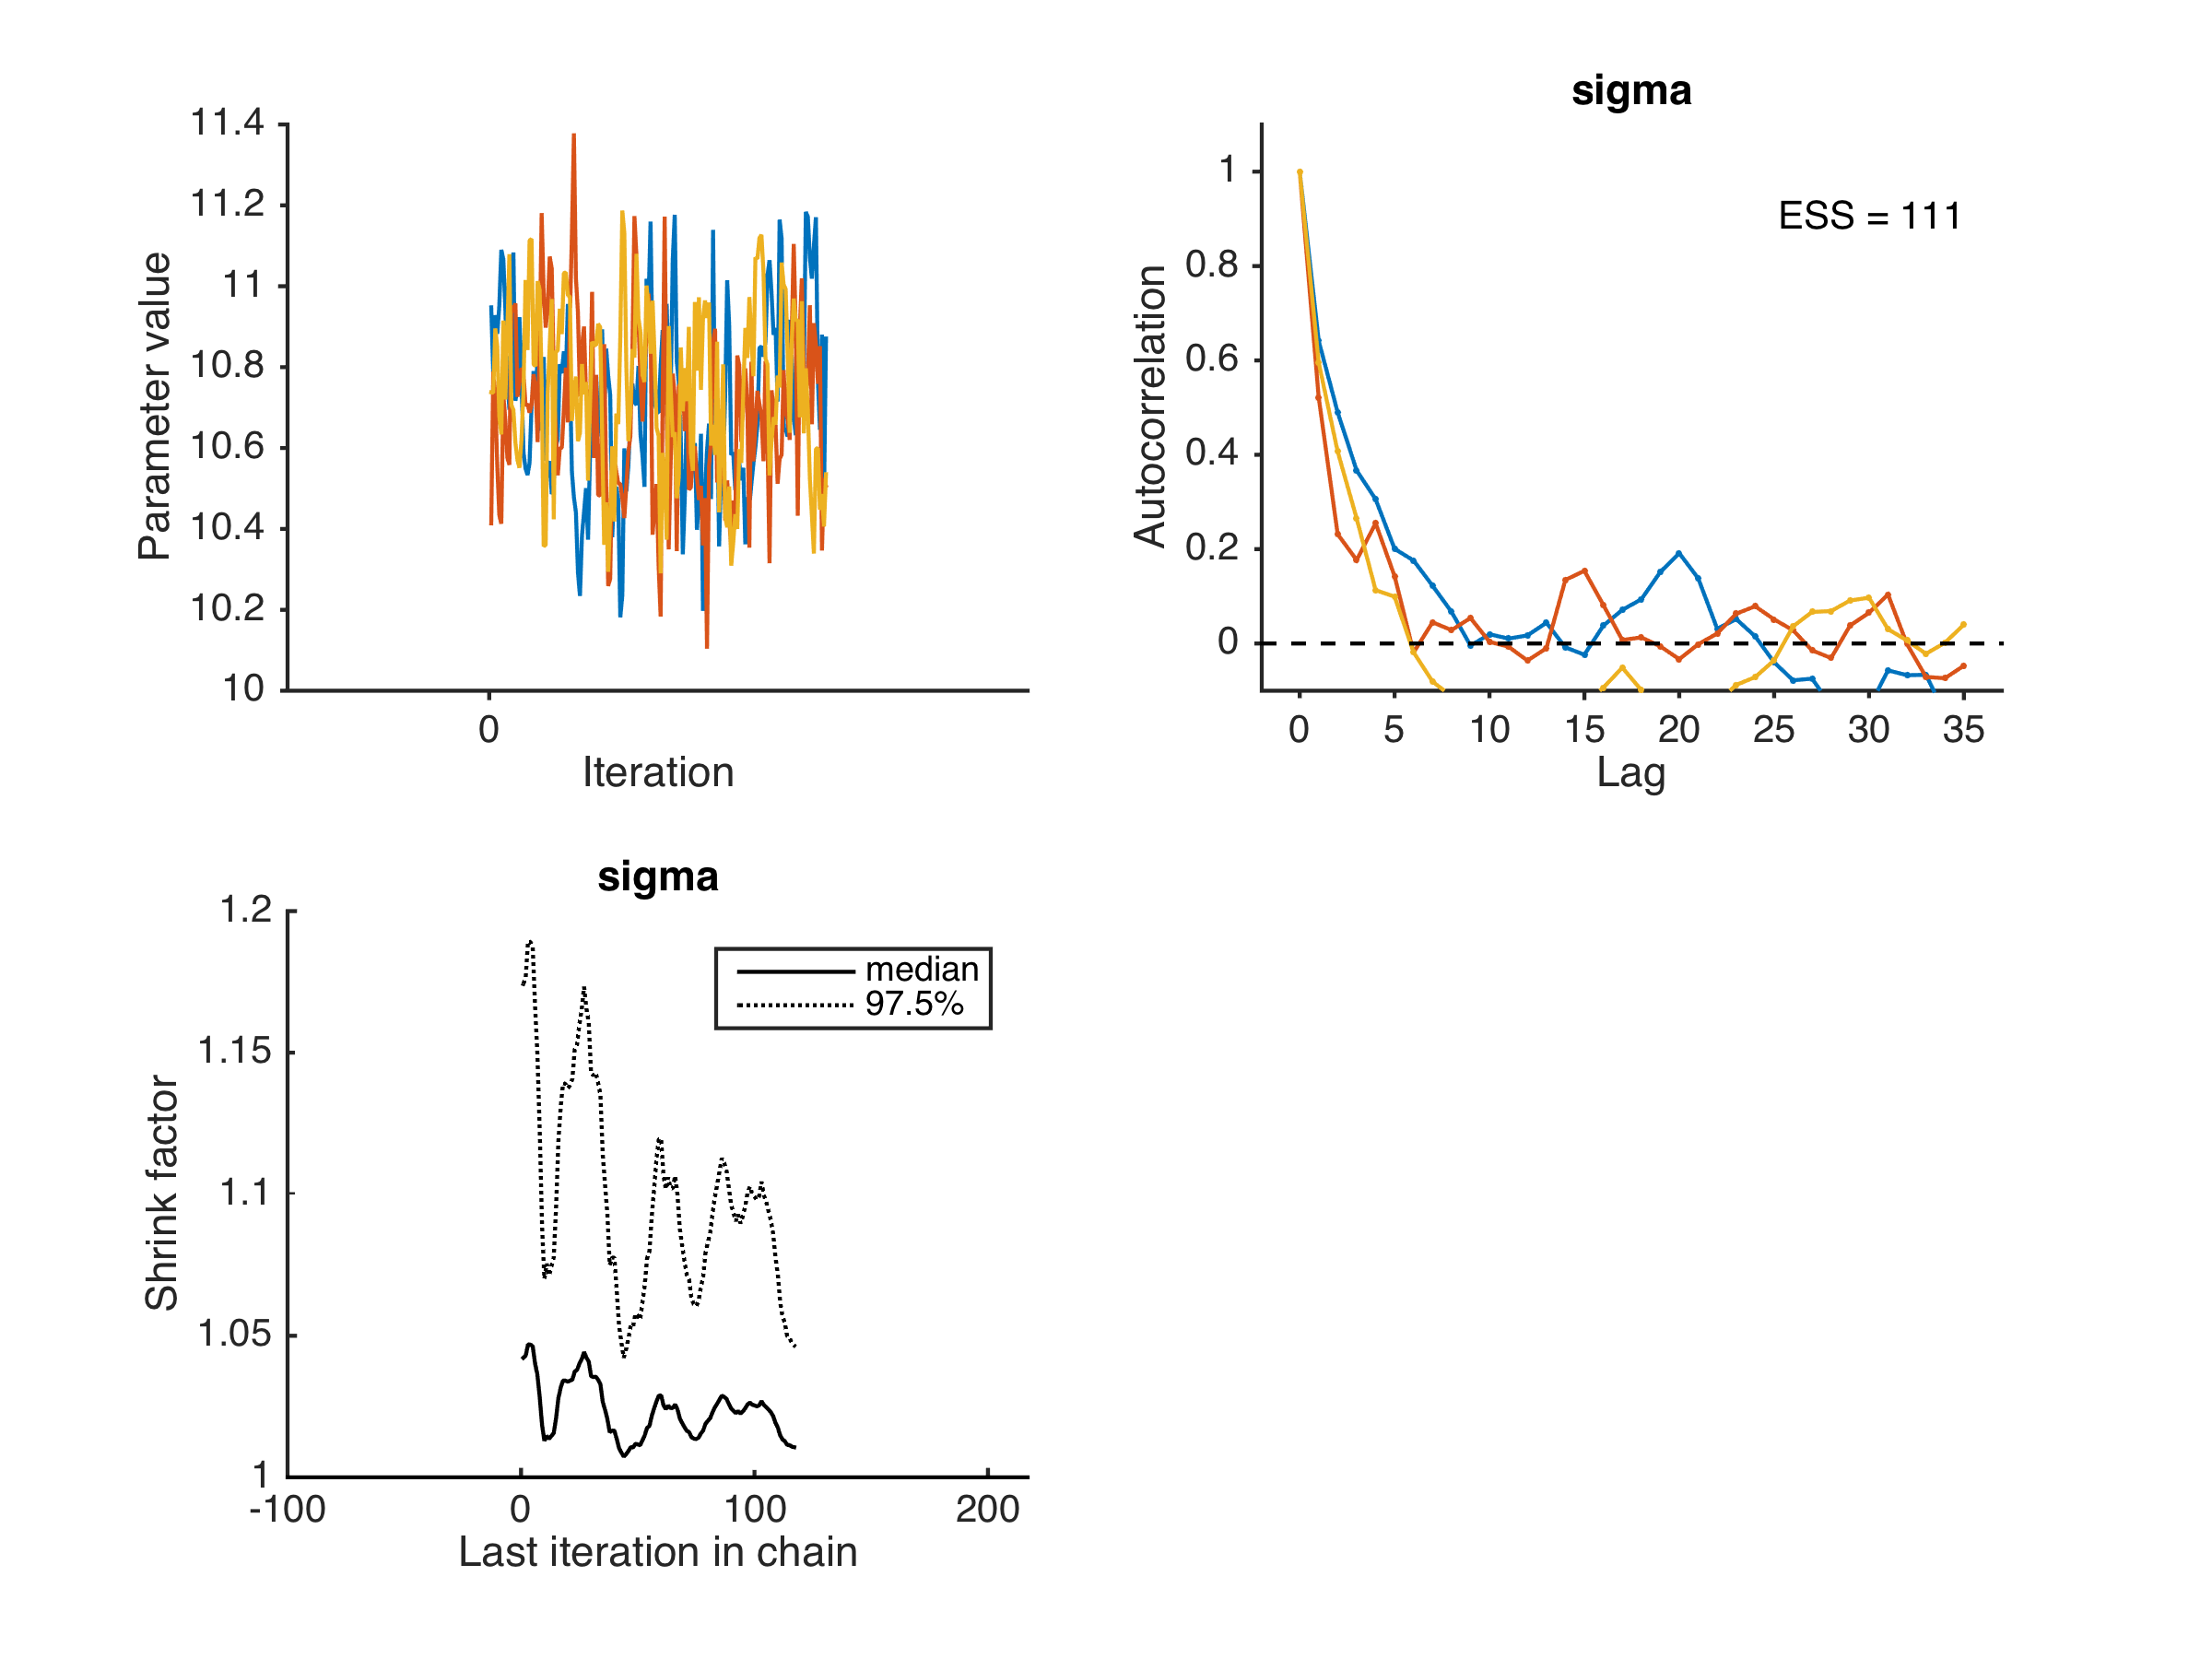 11.4
11.2
11
10.8
10.6
10.4
10.2
10
Parameter value
0
Iteration
sigma
1
0.8
0.6
0.4
0.2
0
Autocorrelation
ESS = 111
0 5 10 15 20 25 30 35
Lag
sigma
1.2
1.15
1.1
1.05
1
Shrink factor
median
97.5%
-100 0 100 200
Last iteration in chain